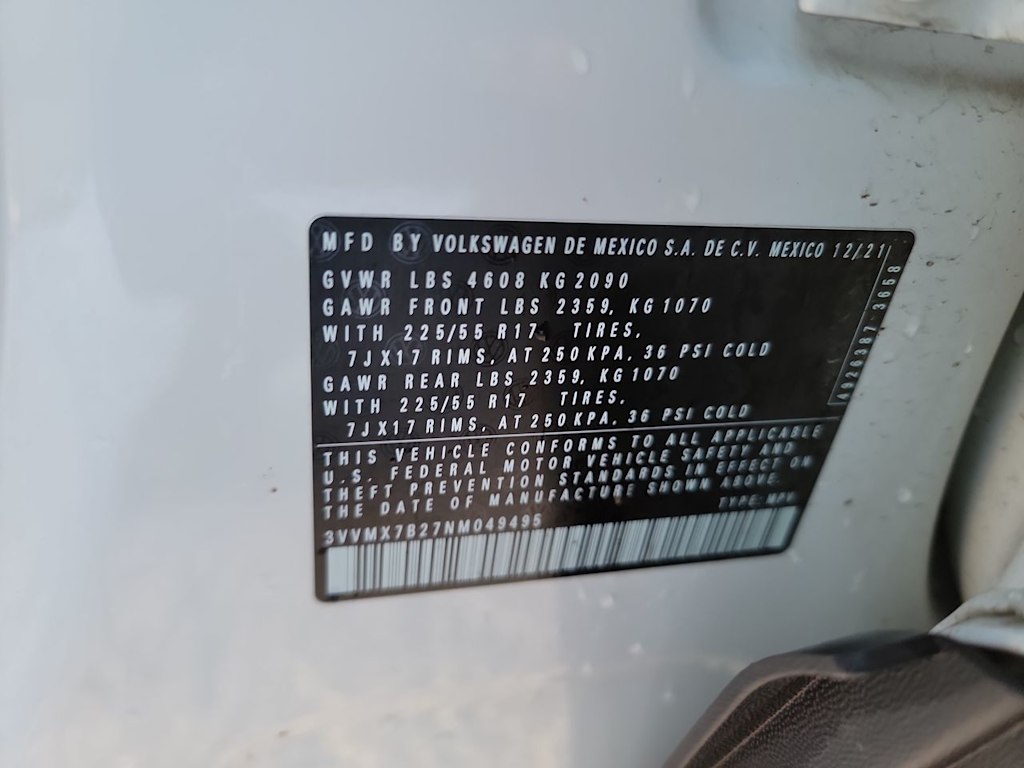 MFD BY VOLKSWAGEN DE MEXICO S.A. DE C.V. MEXICO 12/21
GVWR LBS 4608 KG 2090
GAWR FRONT LBS 2359, KG 1070
WITH 225/55 R17 TIRES,
7JX17 RIMS, AT 250 KPA, 36 PSI COLD
GAWR REAR LBS 2359, KG 1070
WITH 225/55 R17 TIRES,
7JX17 RIMS, AT 250 KPA, 36 PSI COLD
THIS VEHICLE CONFORMS TO ALL APPLICABLE
U.S. FEDERAL MOTOR VEHICLE SAFETY AND
THEFT PREVENTION STANDARDS IN EFFECT ON
THE DATE OF MANUFACTURE SHOWN ABOVE.
TYPE: MPV
3VVMX7B27NM049495
3658